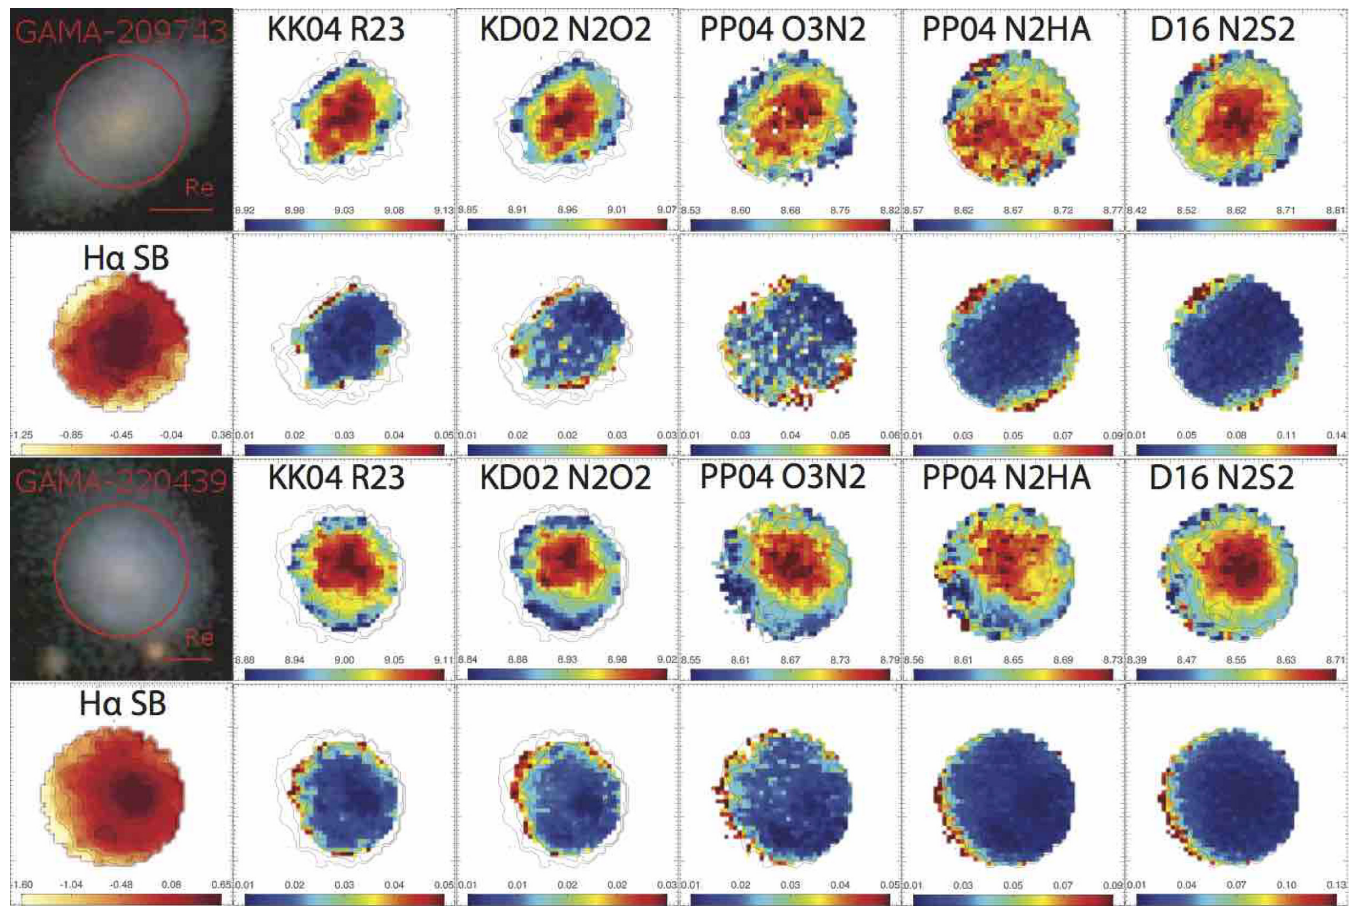 GAMA-209743 KK04 R23 KD02 N2O2 PP04 O3N2 PP04 N2HA D16 N2S2
Re
8.92 8.98 9.03 9.08 9.13 8.85 8.91 8.96 9.01 9.07 8.53 8.60 8.68 8.75 8.82 8.57 8.62 8.67 8.72 8.77 8.42 8.52 8.62 8.71 8.81
Hα SB
-1.25 -0.85 -0.45 -0.04 0.36 0.01 0.02 0.03 0.04 0.05 0.01 0.02 0.02 0.03 0.03 0.01 0.03 0.04 0.05 0.06 0.01 0.03 0.05 0.07 0.09 0.01 0.05 0.08 0.11 0.14
GAMA-220439 KK04 R23 KD02 N2O2 PP04 O3N2 PP04 N2HA D16 N2S2
Re
8.88 8.94 9.00 9.05 9.11 8.84 8.88 8.93 8.98 9.02 8.55 8.61 8.67 8.73 8.79 8.56 8.61 8.65 8.69 8.73 8.39 8.47 8.55 8.63 8.71
Hα SB
-1.60 -1.04 -0.48 0.08 0.65 0.01 0.02 0.03 0.04 0.05 0.01 0.02 0.02 0.03 0.04 0.01 0.02 0.03 0.04 0.05 0.01 0.03 0.05 0.07 0.09 0.01 0.04 0.07 0.10 0.13